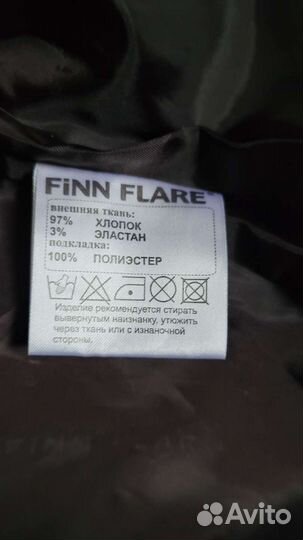 FiNN FLARE
внешняя ткань:
97% ХЛОПОК
3% ЭЛАСТАН
подкладка:
100% ПОЛИЭСТЕР
Изделие рекомендуется стирать
вывернутым наизнанку, утюжить
через ткань или с изнаночной
стороны.
Avito